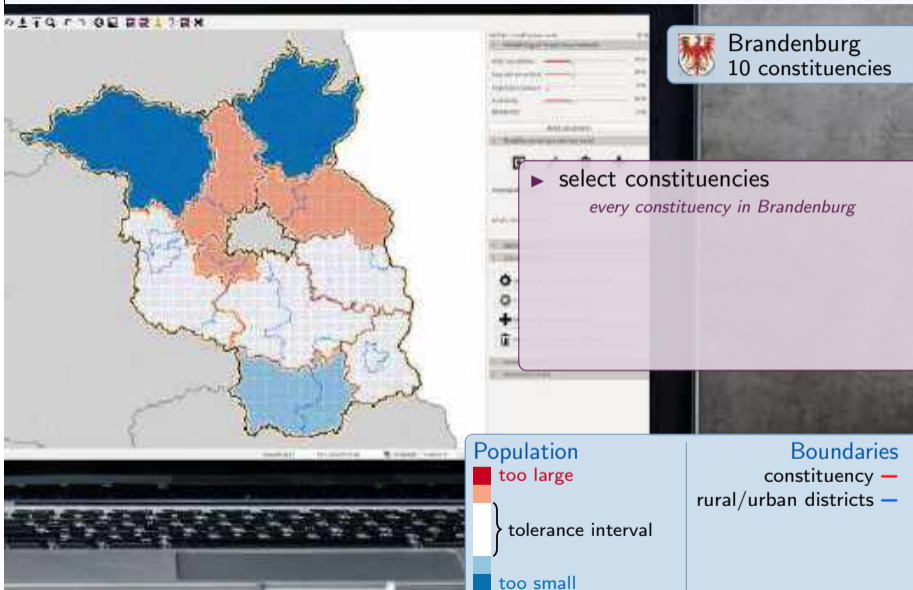 Brandenburg
10 constituencies
► select constituencies
every constituency in Brandenburg
Population
too large
tolerance interval
too small
Boundaries
constituency
rural/urban districts